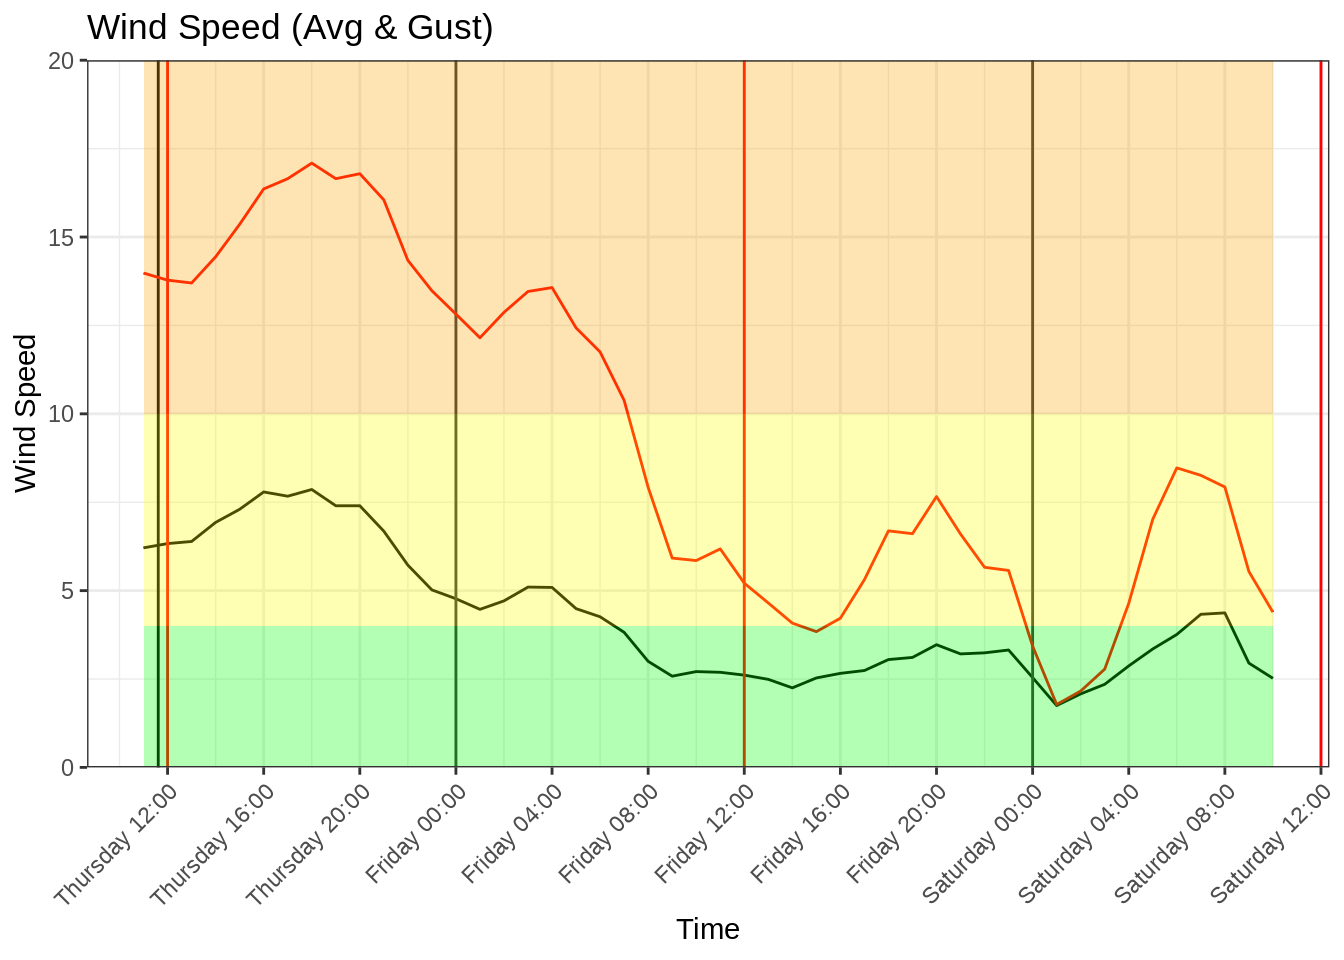 Wind Speed (Avg & Gust)
20
15
10
5
0
Wind Speed
Thursday 12:00
Thursday 16:00
Thursday 20:00
Friday 00:00
Friday 04:00
Friday 08:00
Friday 12:00
Friday 16:00
Friday 20:00
Saturday 00:00
Saturday 04:00
Saturday 08:00
Saturday 12:00
Time